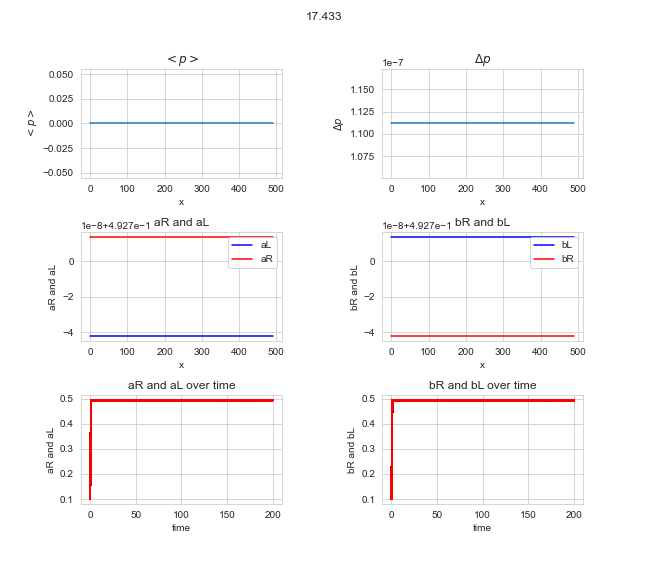 17.433
< p >
Δp
1e−7
0.050
0.025
0.000
−0.025
−0.050
< p >
0 100 200 300 400 500
x
1.150
1.125
1.100
1.075
Δp
0 100 200 300 400 500
x
1e−8+4.927e−1
aR and aL
0
−2
−4
aR and aL
aL
aR
0 100 200 300 400 500
x
1e−8+4.927e−1
bR and bL
0
−2
−4
bR and bL
bL
bR
0 100 200 300 400 500
x
aR and aL over time
0.5
0.4
0.3
0.2
0.1
aR and aL
0 50 100 150 200
time
bR and bL over time
0.5
0.4
0.3
0.2
0.1
bR and bL
0 50 100 150 200
time